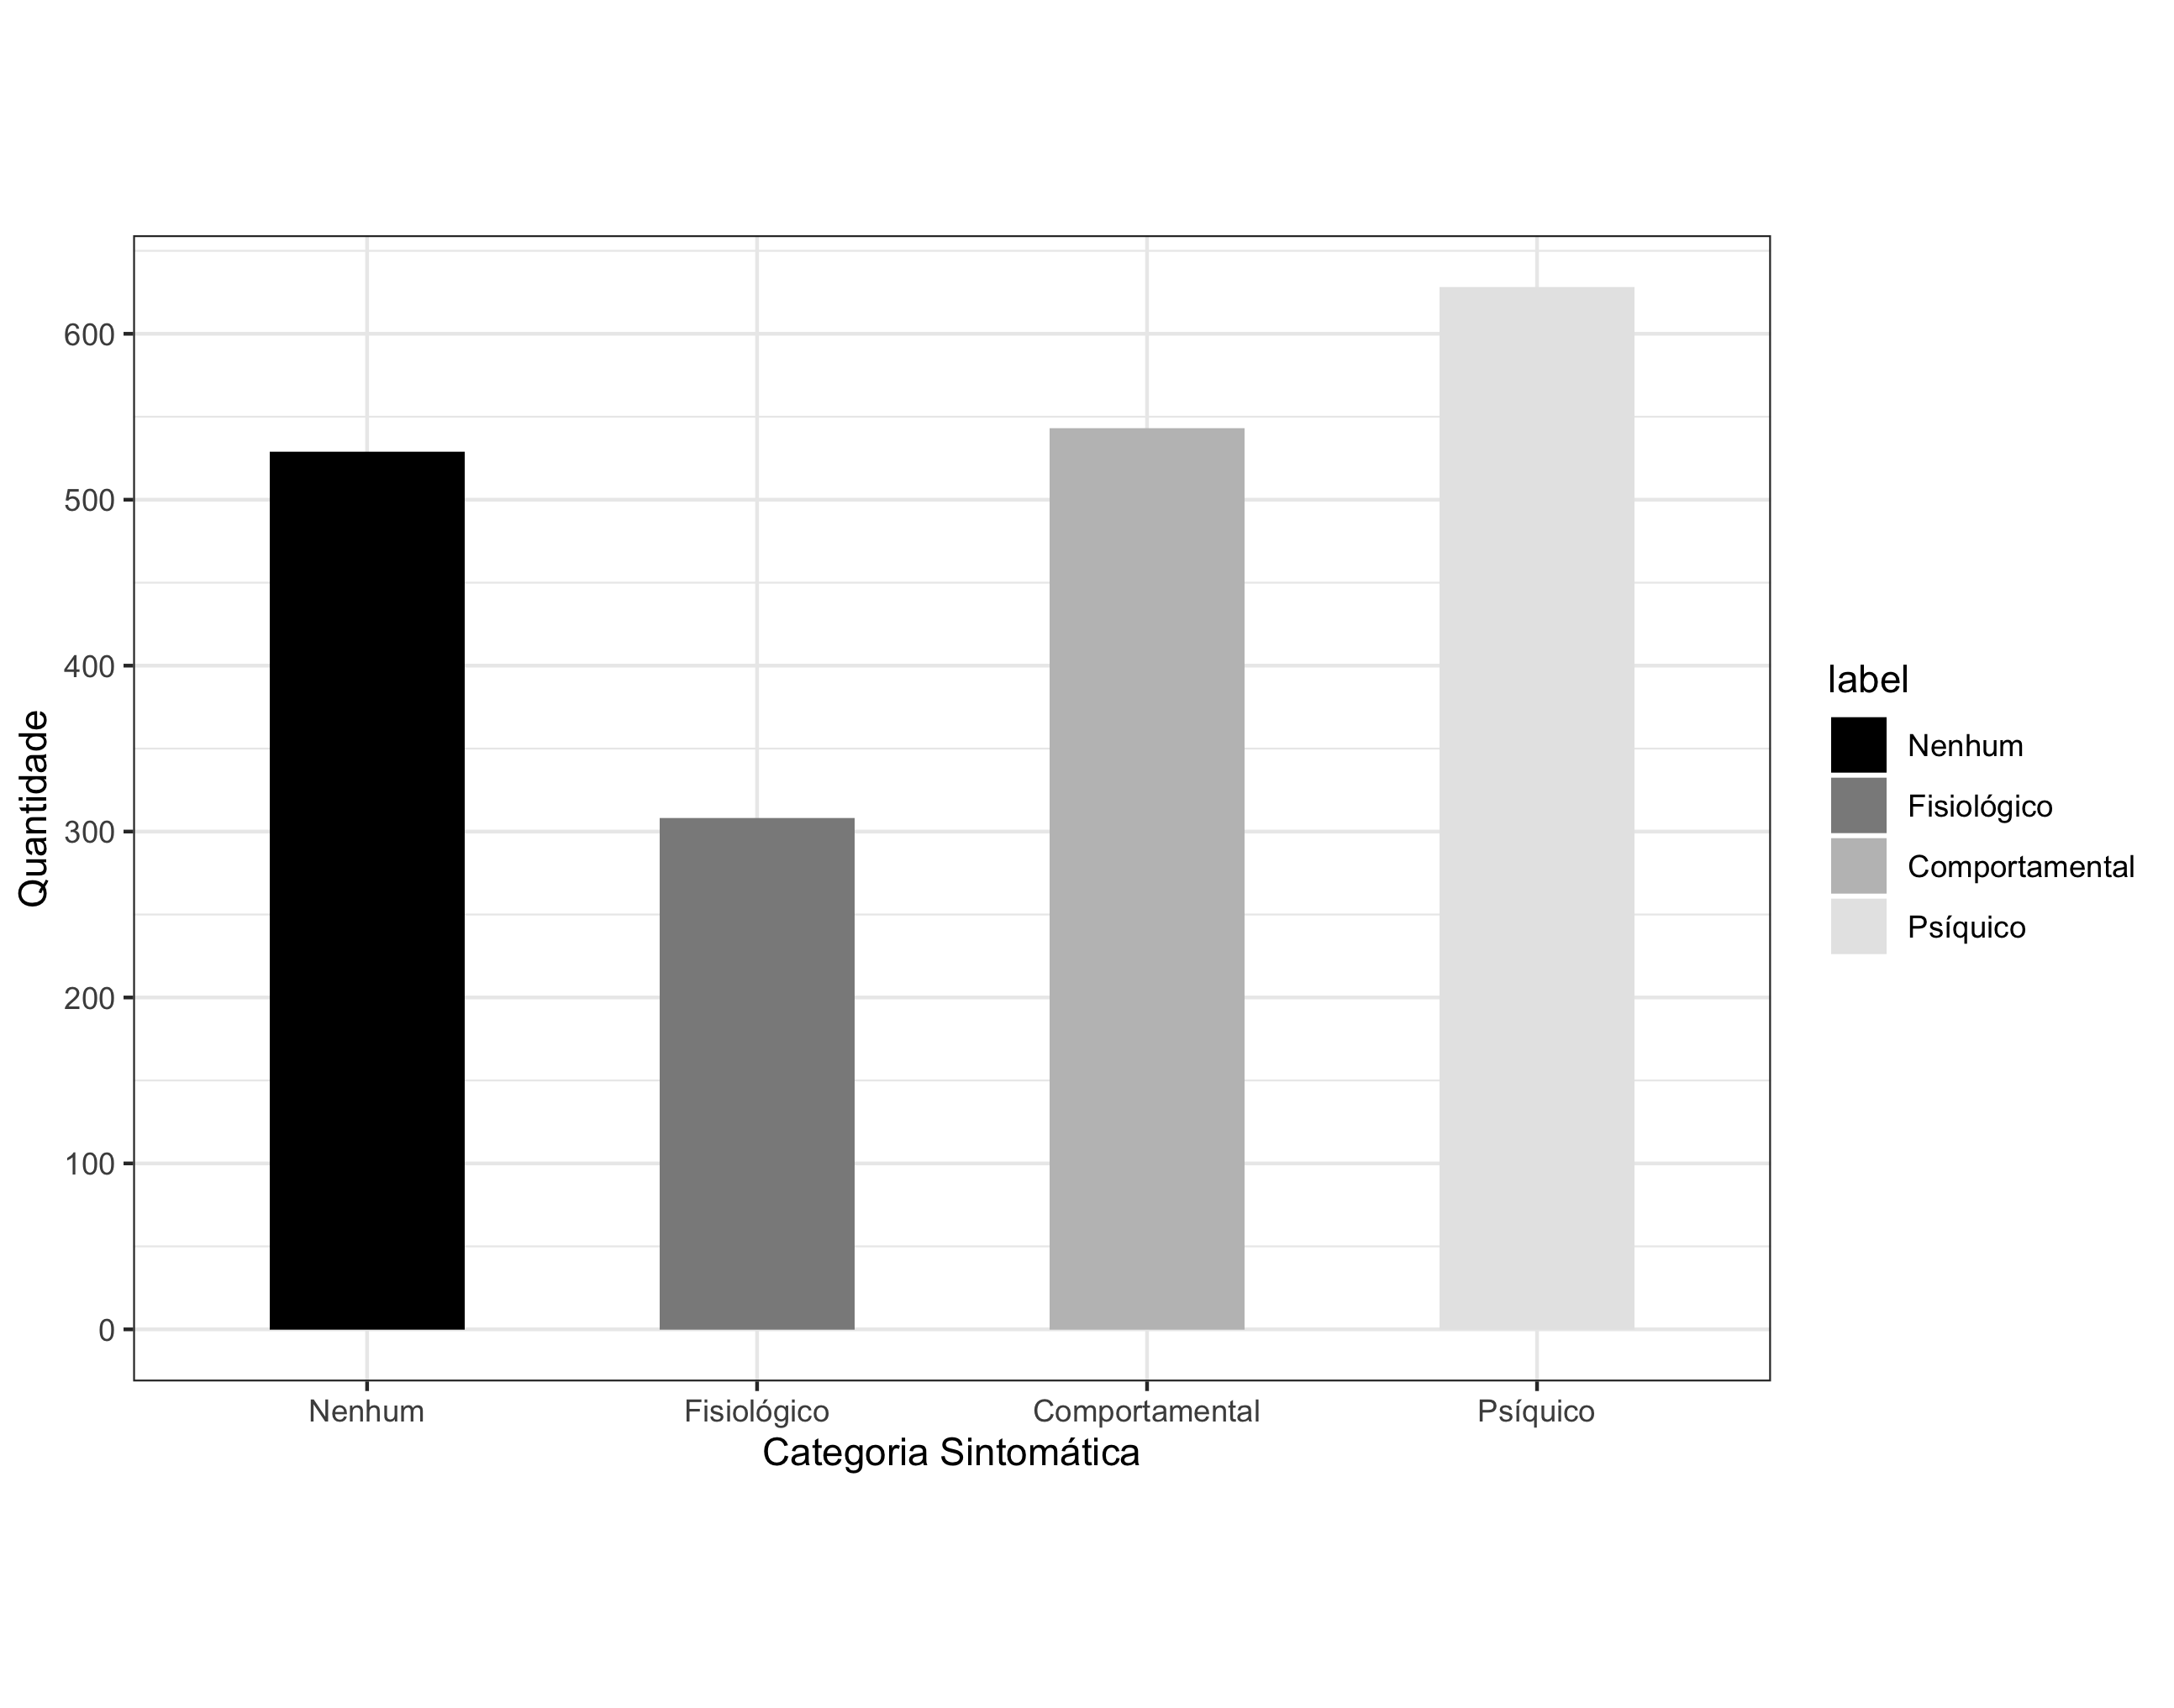 600
500
400
300
200
100
0
Quantidade
Nenhum
Fisiológico
Comportamental
Psíquico
Categoria Sintomática
label
Nenhum
Fisiológico
Comportamental
Psíquico